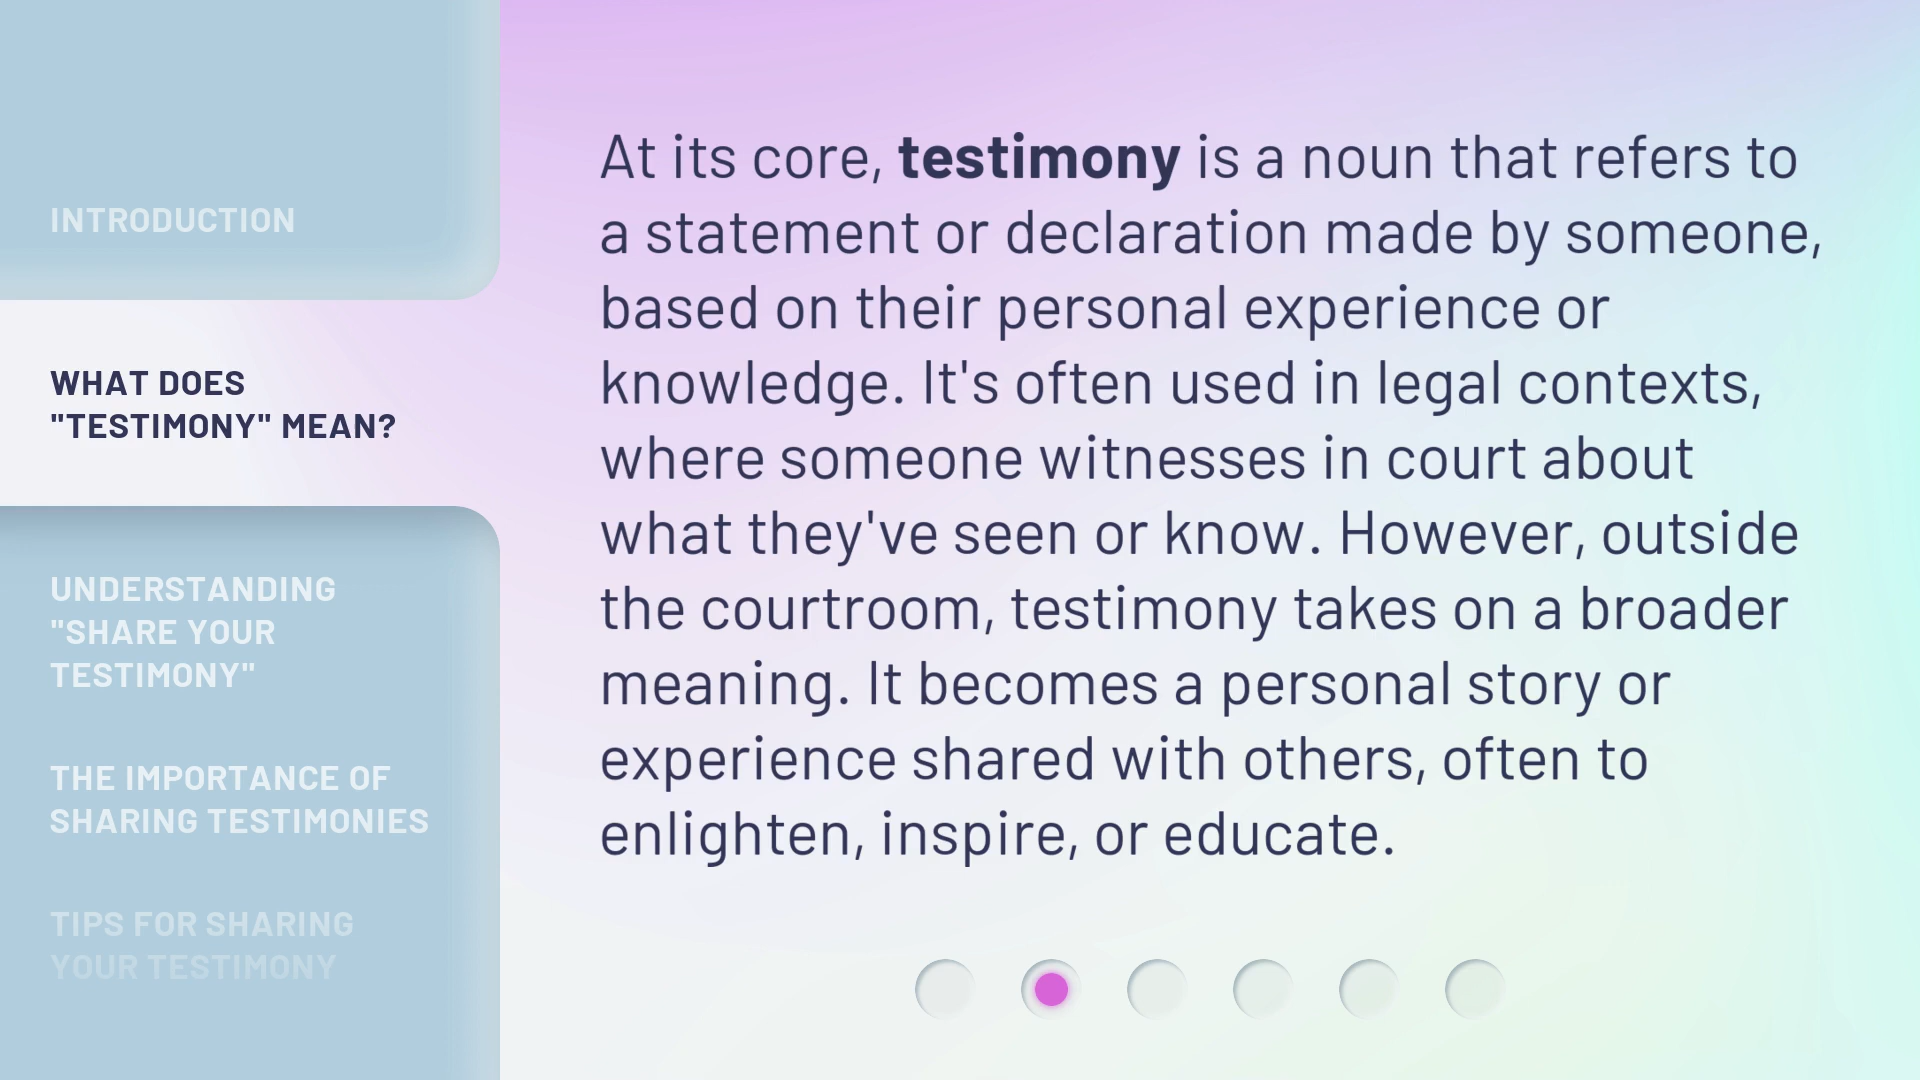 INTRODUCTION
WHAT DOES
"TESTIMONY" MEAN?
UNDERSTANDING
"SHARE YOUR
TESTIMONY"
THE IMPORTANCE OF
SHARING TESTIMONIES
TIPS FOR SHARING
YOUR TESTIMONY
At its core, testimony is a noun that refers to
a statement or declaration made by someone,
based on their personal experience or
knowledge. It's often used in legal contexts,
where someone witnesses in court about
what they've seen or know. However, outside
the courtroom, testimony takes on a broader
meaning. It becomes a personal story or
experience shared with others, often to
enlighten, inspire, or educate.